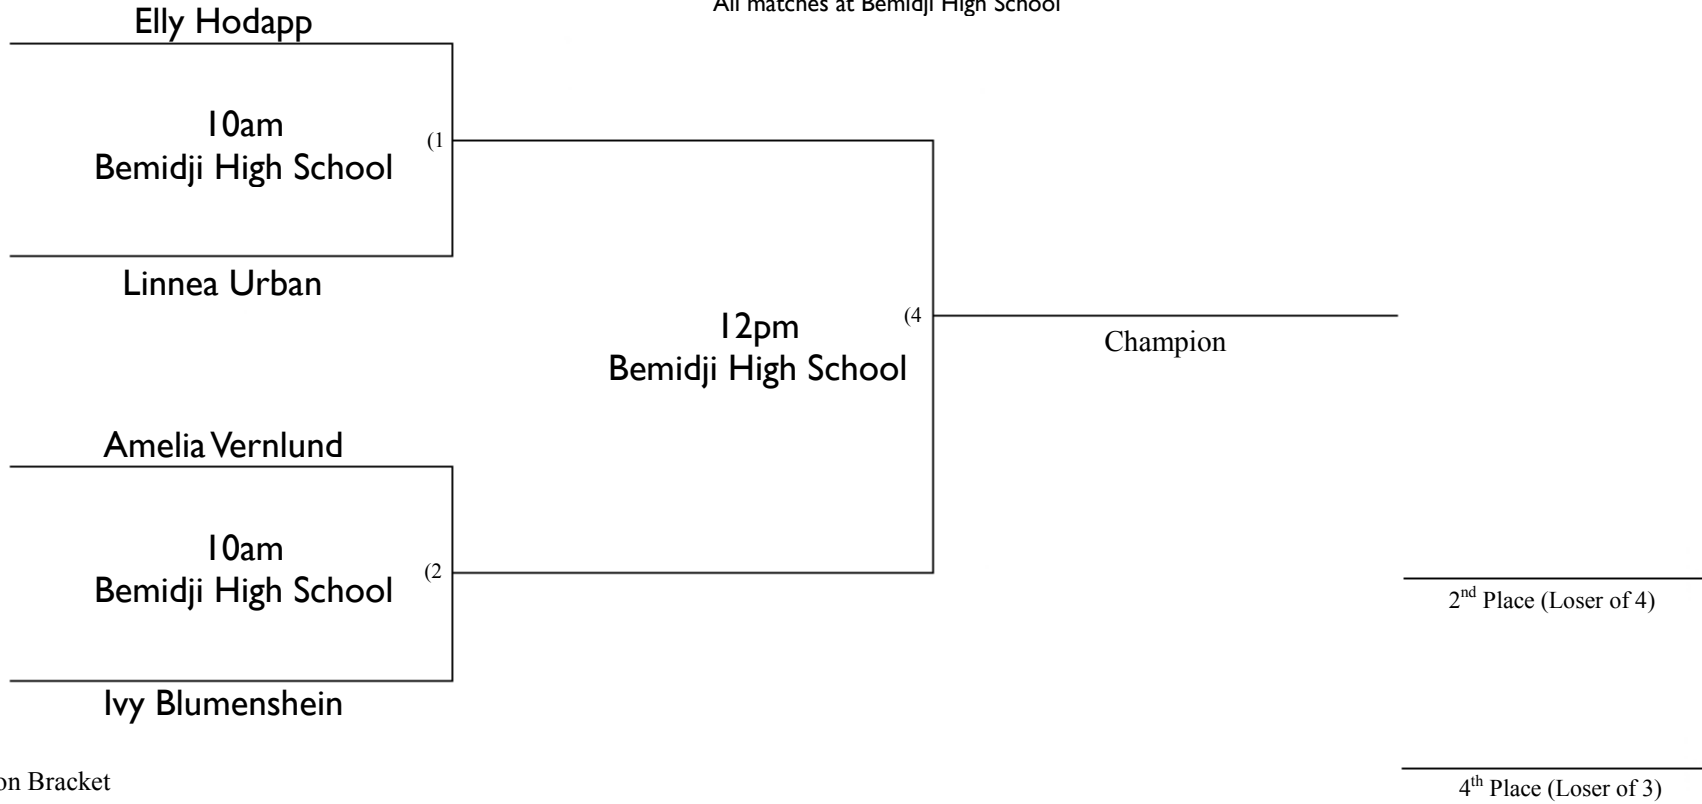 All matches at Bemidji High School
Elly Hodapp
10am
Bemidji High School
(1
Linnea Urban
12pm
Bemidji High School
(4
Champion
Amelia Vernlund
10am
Bemidji High School
(2
Ivy Blumenshein
2nd Place (Loser of 4)
on Bracket
4th Place (Loser of 3)